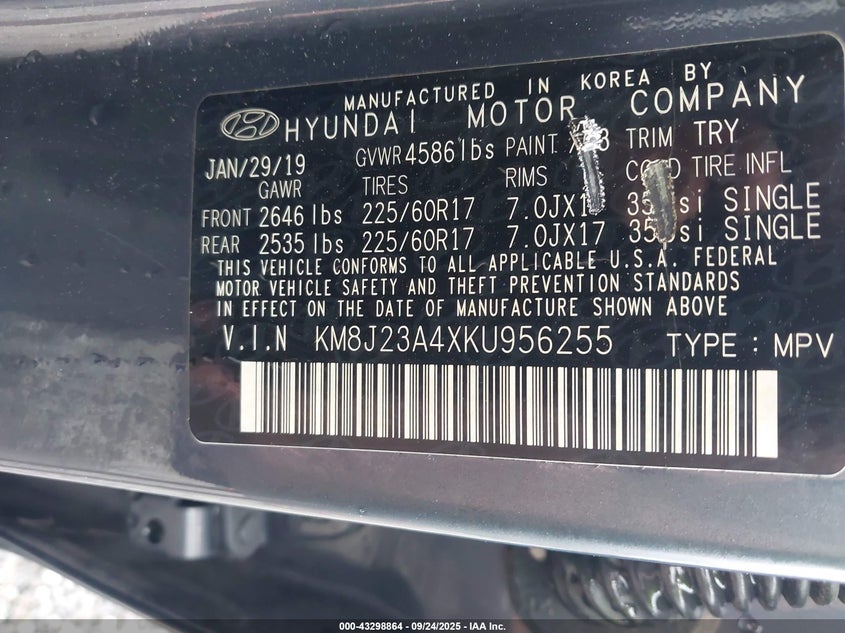 MANUFACTURED IN KOREA BY
HYUNDAI MOTOR COMPANY
JAN/29/19 GVWR 4586 lbs PAINT TRIM TRY
GAWR TIRES RIMS TIRE INFL
FRONT 2646 lbs 225/60R17 7.0JX17 SINGLE
REAR 2535 lbs 225/60R17 7.0JX17 SINGLE
THIS VEHICLE CONFORMS TO ALL APPLICABLE U.S.A. FEDERAL
MOTOR VEHICLE SAFETY AND THEFT PREVENTION STANDARDS
IN EFFECT ON THE DATE OF MANUFACTURE SHOWN ABOVE
V.I.N KM8J23A4XKU956255 TYPE : MPV
000-43298864 - 09/24/2025 - IAA Inc.